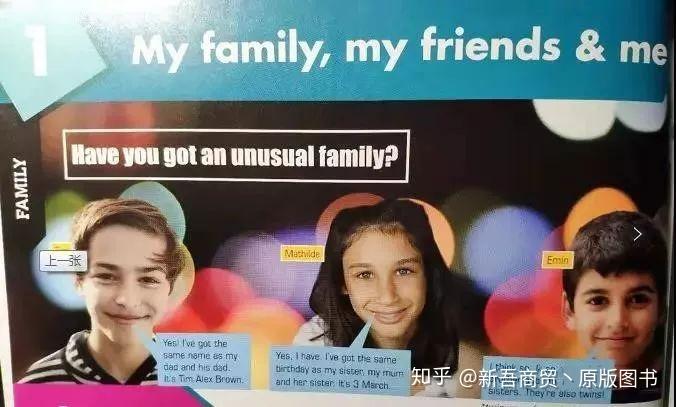 1
My family, my friends & me
Have you got an unusual family?
FAMILY
上一张
Mathilde
Emin
Yes! I've got the
same name as my
dad and his dad.
It's Tim Alex Brown.
Yes, I have. I've got the same
birthday as my sister, my mum
and her sister. It's 3 March.
I think so.
sisters. They're also twins!
知乎 @新吾商贸丶原版图书